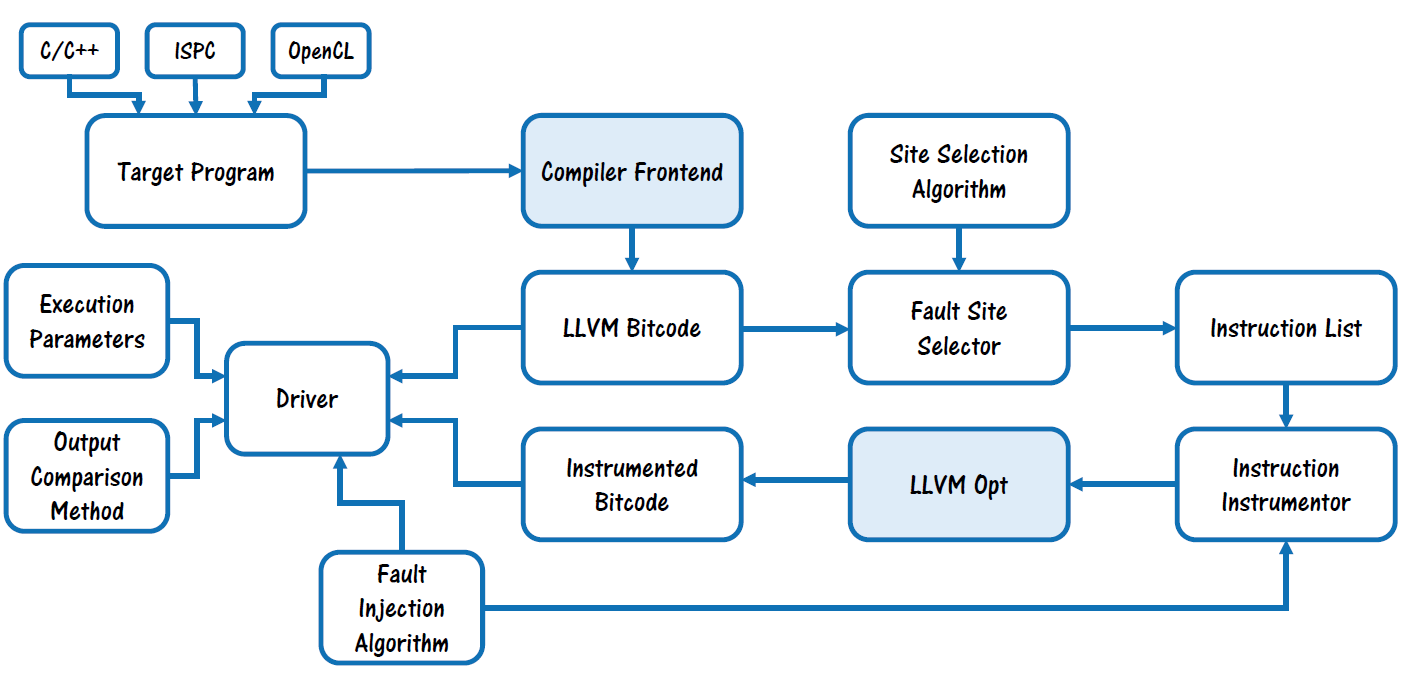 C/C++
ISPC
OpenCL
Target Program
Compiler Frontend
Site Selection
Algorithm
Execution
Parameters
LLVM Bitcode
Fault Site
Selector
Instruction List
Driver
Output
Comparison
Method
Instrumented
Bitcode
LLVM Opt
Instruction
Instrumentor
Fault
Injection
Algorithm